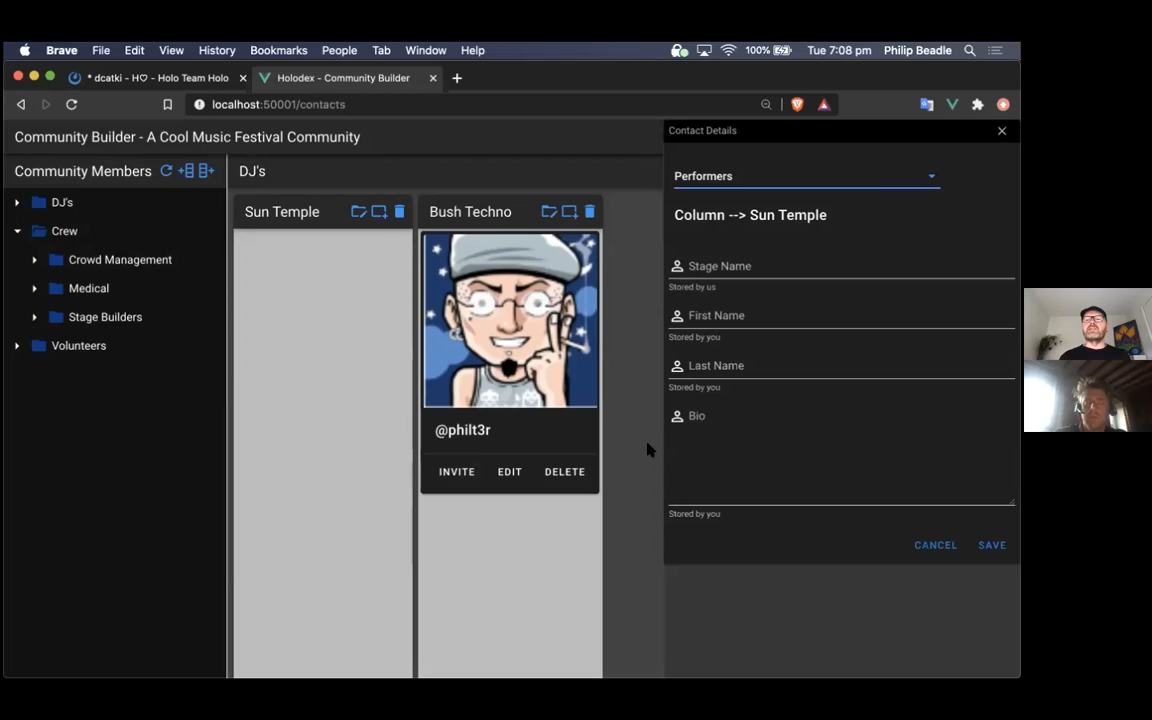 Brave File Edit View History Bookmarks People Tab Window Help 100% Tue 7:08 pm Philip Beadle
* dcatki - H♡ - Holo Team Holo
Holodex - Community Builder
localhost:50001/contacts
Community Builder - A Cool Music Festival Community
Community Members
DJ's
Crew
Crowd Management
Medical
Stage Builders
Volunteers
DJ's
Sun Temple
Bush Techno
@philt3r
INVITE EDIT DELETE
Contact Details
Performers
Column --> Sun Temple
Stage Name
Stored by us
First Name
Stored by you
Last Name
Stored by you
Bio
Stored by you
CANCEL SAVE